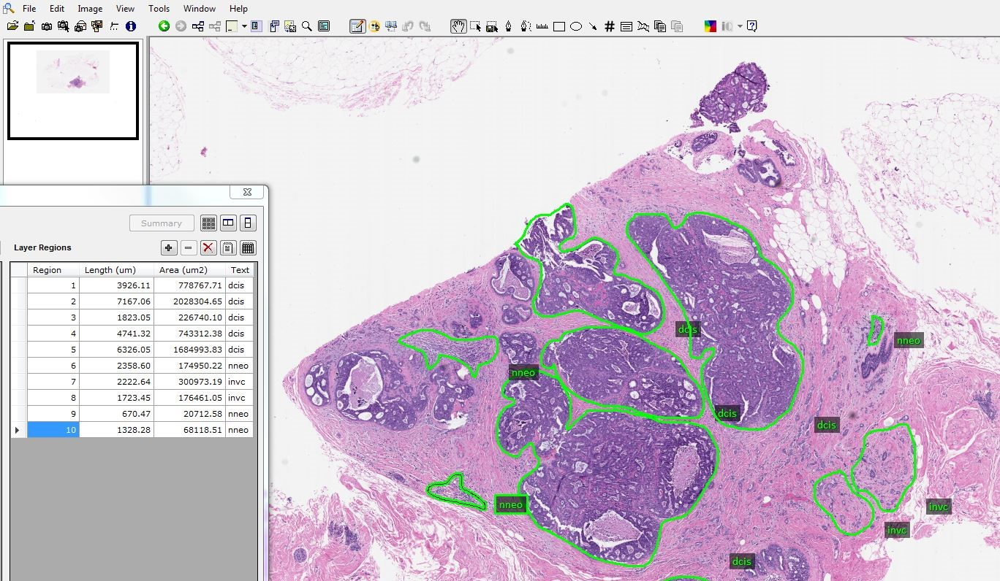 File Edit Image View Tools Window Help
iQ
Summary
Layer Regions
Region Length (um) Area (um2) Text
1 3926.11 778767.71 dcis
2 7167.06 2028304.65 dcis
3 1823.05 226740.10 dcis
4 4741.32 743312.38 dcis
5 6326.05 1684993.83 dcis
6 2358.60 174950.22 nneo
7 2222.64 300973.19 invc
8 1723.45 176461.05 invc
9 670.47 20712.58 nneo
10 1328.28 68118.51 nneo
dcis
nneo
nneo
dcis
dcis
nneo
invc
invc
dcis